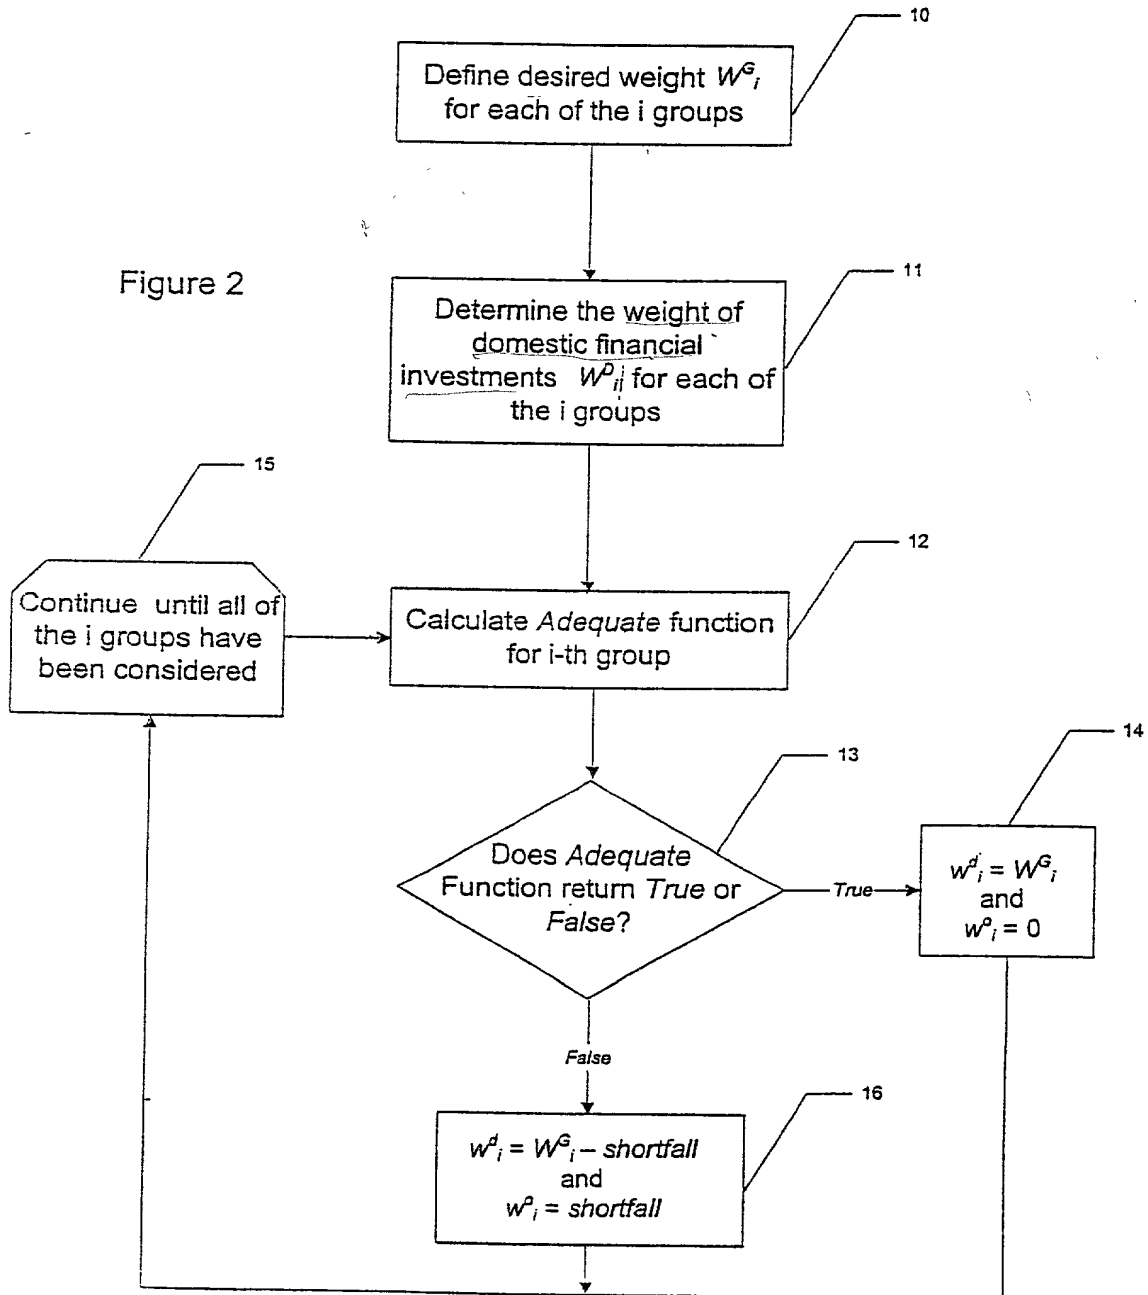 10
Define desired weight W^G_i
for each of the i groups
Figure 2
11
Determine the weight of
domestic financial
investments W^D_i for each of
the i groups
15
Continue until all of
the i groups have
been considered
12
Calculate Adequate function
for i-th group
13
Does Adequate
Function return True or
False?
True
14
w^d_i = W^G_i
and
w^o_i = 0
False
16
w^d_i = W^G_i – shortfall
and
w^o_i = shortfall